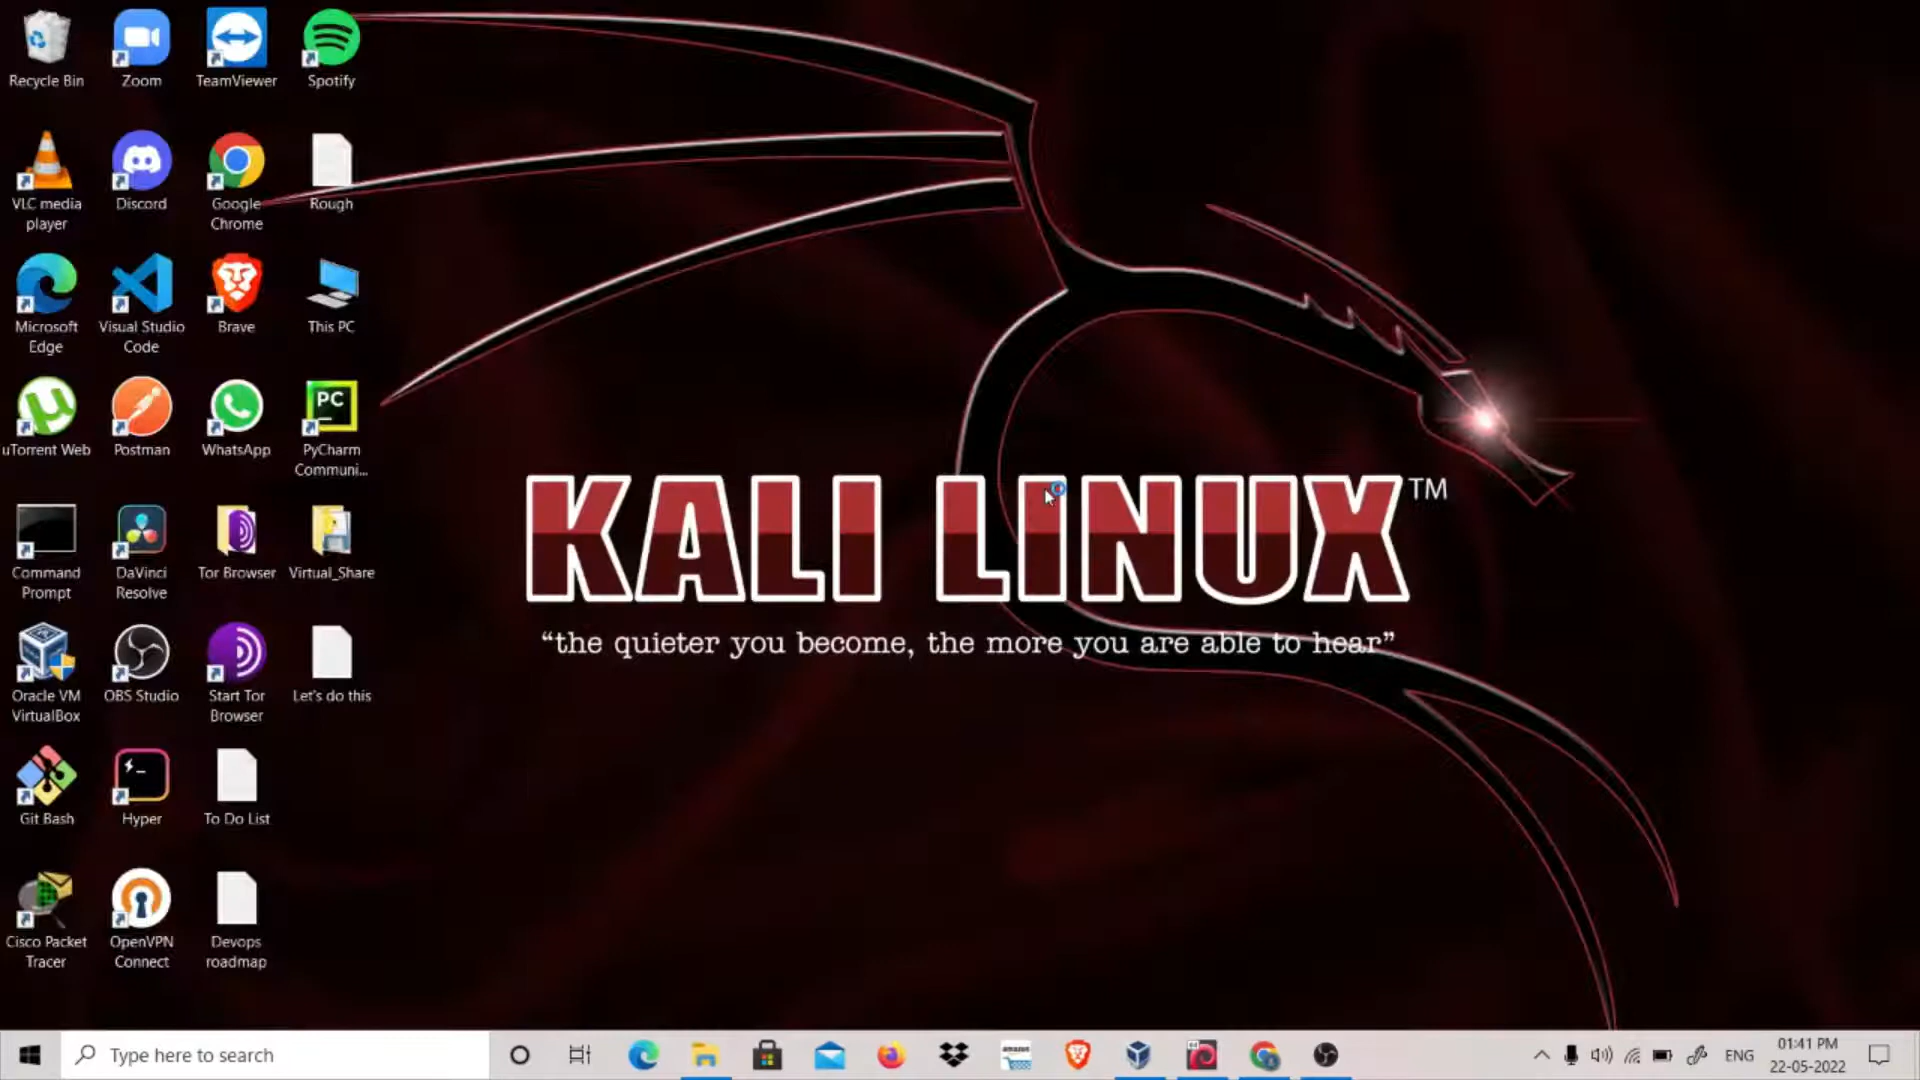 Recycle Bin
Zoom
TeamViewer
Spotify
VLC media
player
Discord
Google
Chrome
Rough
Microsoft
Edge
Visual Studio
Code
Brave
This PC
uTorrent Web
Postman
WhatsApp
PC
PyCharm
Communi...
Command
Prompt
DaVinci
Resolve
Tor Browser
Virtual_Share
Oracle VM
VirtualBox
OBS Studio
Start Tor
Browser
Let's do this
Git Bash
Hyper
To Do List
Cisco Packet
Tracer
OpenVPN
Connect
Devops
roadmap
KALI LINUX™
“the quieter you become, the more you are able to hear”
Type here to search
amazon
64
ENG
01:41 PM
22-05-2022